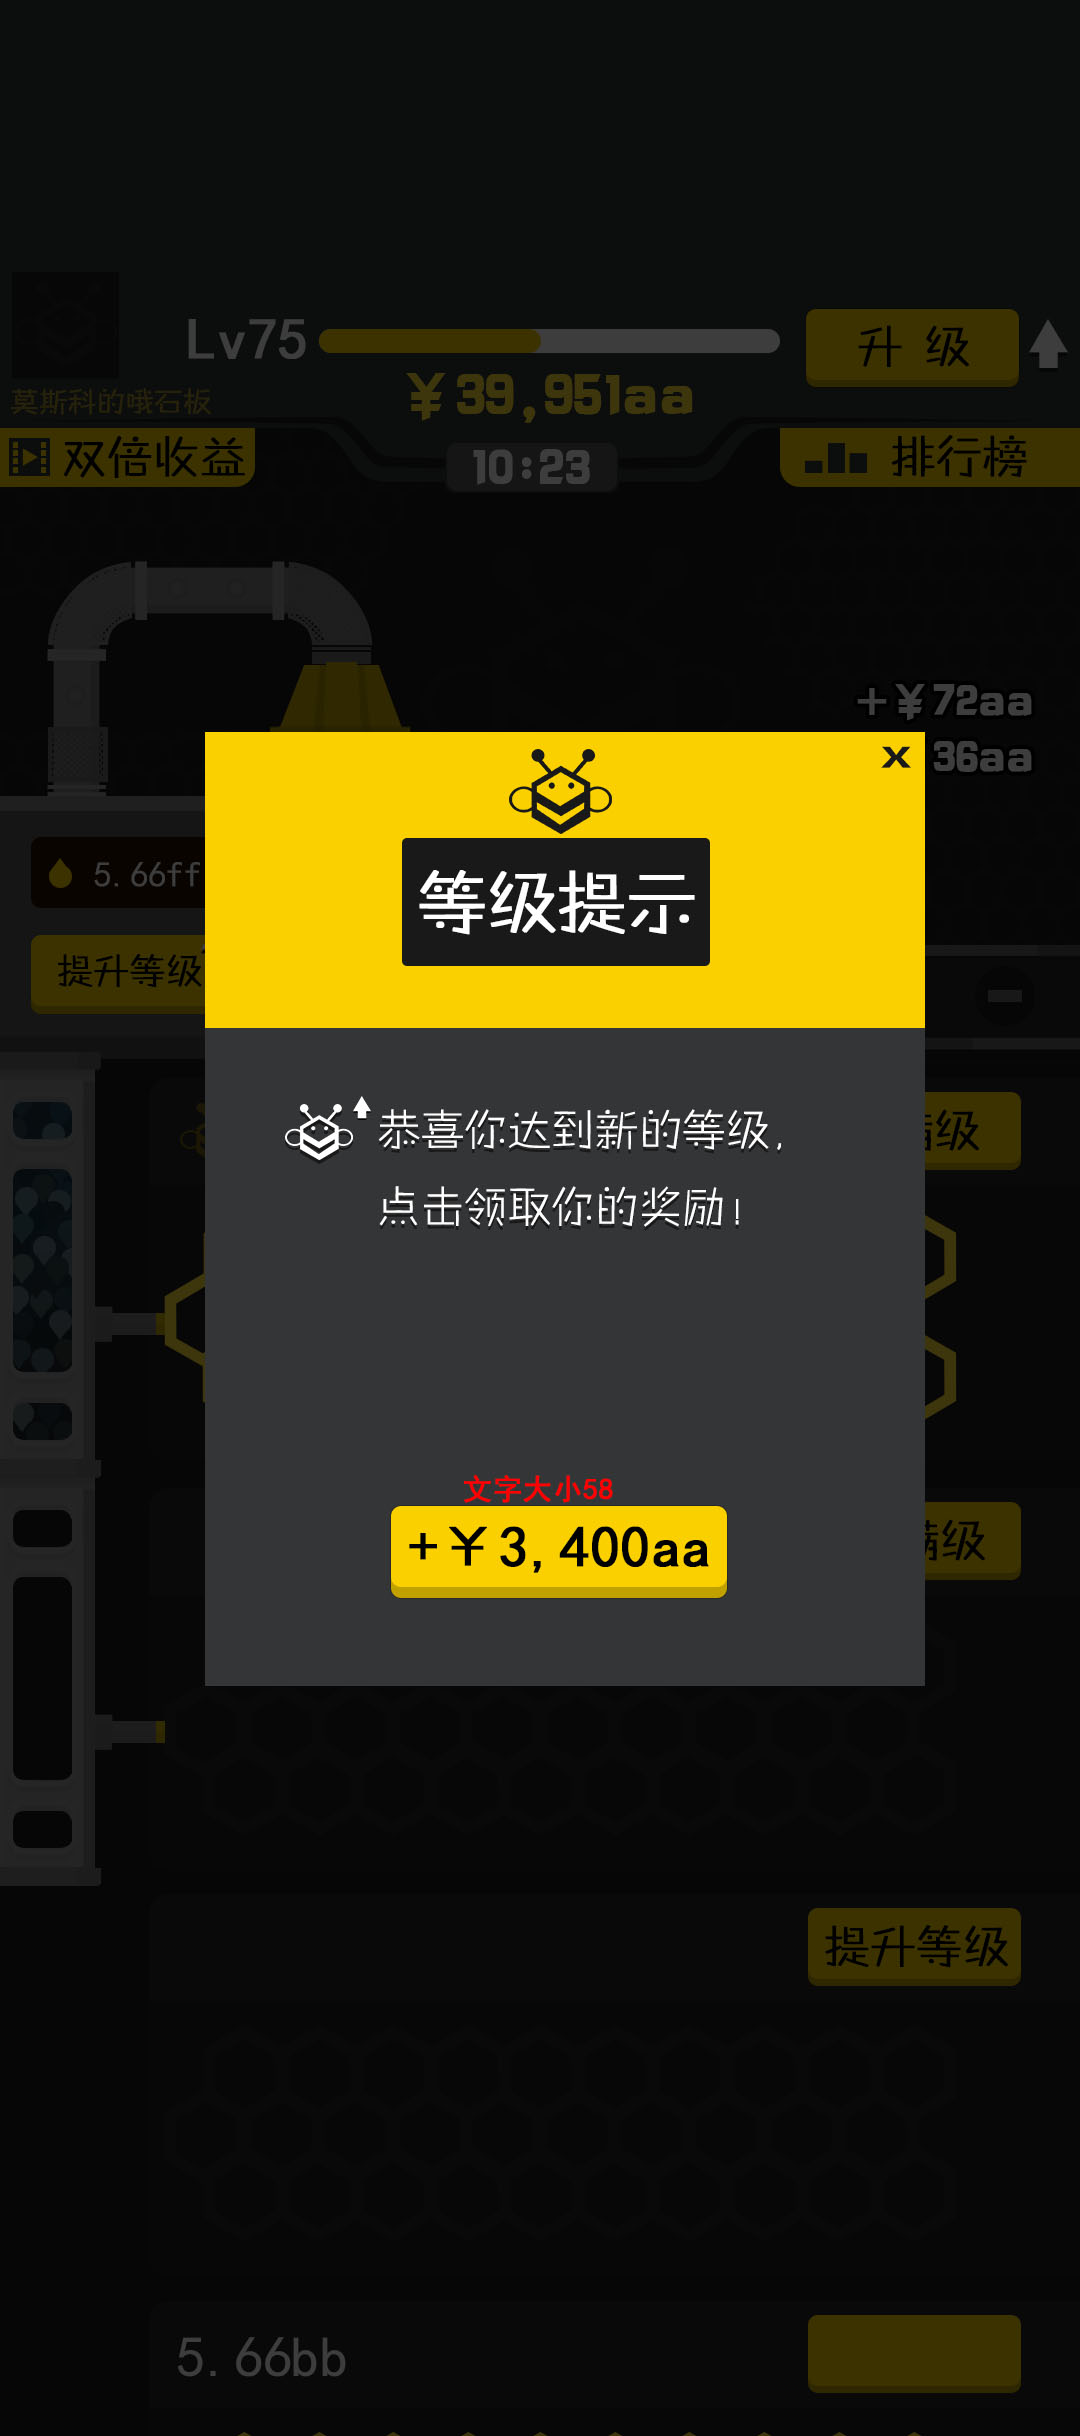 Lv75
升 级
¥39,951aa
莫斯科的哦石板
双倍收益
10:23
排行榜
+¥72aa
36aa
X
等级提示
5.66ff
提升等级
恭喜你达到新的等级,
满级
点击领取你的奖励!
文字大小58
+¥3,400aa
满级
提升等级
5.66bb